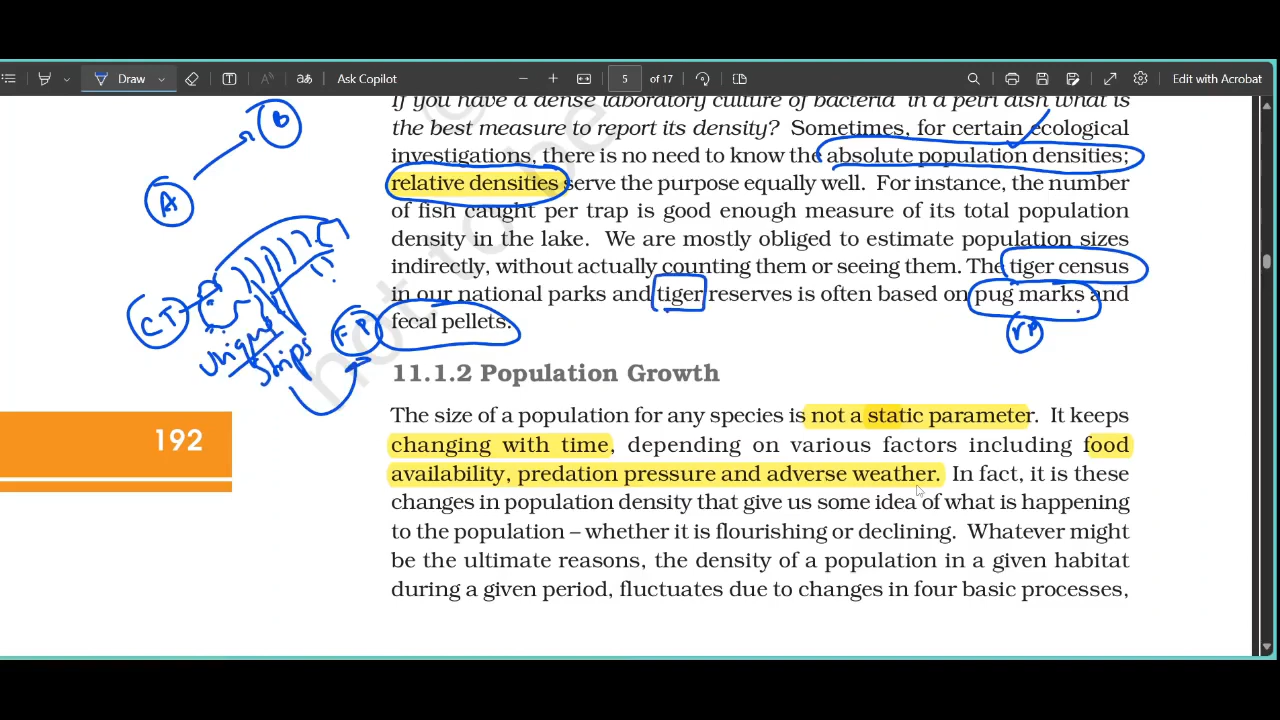 Draw
aあ
Ask Copilot
5
of 17
Edit with Acrobat
If you have a dense laboratory culture of bacteria in a petri dish what is
the best measure to report its density? Sometimes, for certain ecological
investigations, there is no need to know the absolute population densities;
relative densities serve the purpose equally well. For instance, the number
of fish caught per trap is good enough measure of its total population
density in the lake. We are mostly obliged to estimate population sizes
indirectly, without actually counting them or seeing them. The tiger census
in our national parks and tiger reserves is often based on pug marks and
fecal pellets.
B
A
CT
unique
strips
FP
11.1.2 Population Growth
The size of a population for any species is not a static parameter. It keeps
changing with time, depending on various factors including food
availability, predation pressure and adverse weather. In fact, it is these
changes in population density that give us some idea of what is happening
to the population – whether it is flourishing or declining. Whatever might
be the ultimate reasons, the density of a population in a given habitat
during a given period, fluctuates due to changes in four basic processes,
192
not to be